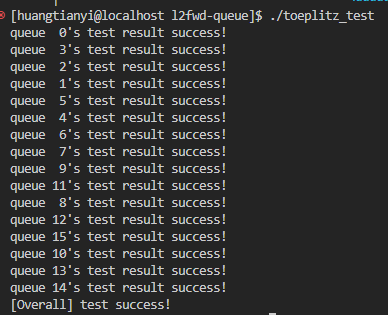 [huangtianyi@localhost l2fwd-queue]$ ./toeplitz_test
queue  0's test result success!
queue  3's test result success!
queue  2's test result success!
queue  1's test result success!
queue  5's test result success!
queue  4's test result success!
queue  6's test result success!
queue  7's test result success!
queue  9's test result success!
queue 11's test result success!
queue  8's test result success!
queue 12's test result success!
queue 15's test result success!
queue 10's test result success!
queue 13's test result success!
queue 14's test result success!
[Overall] test success!